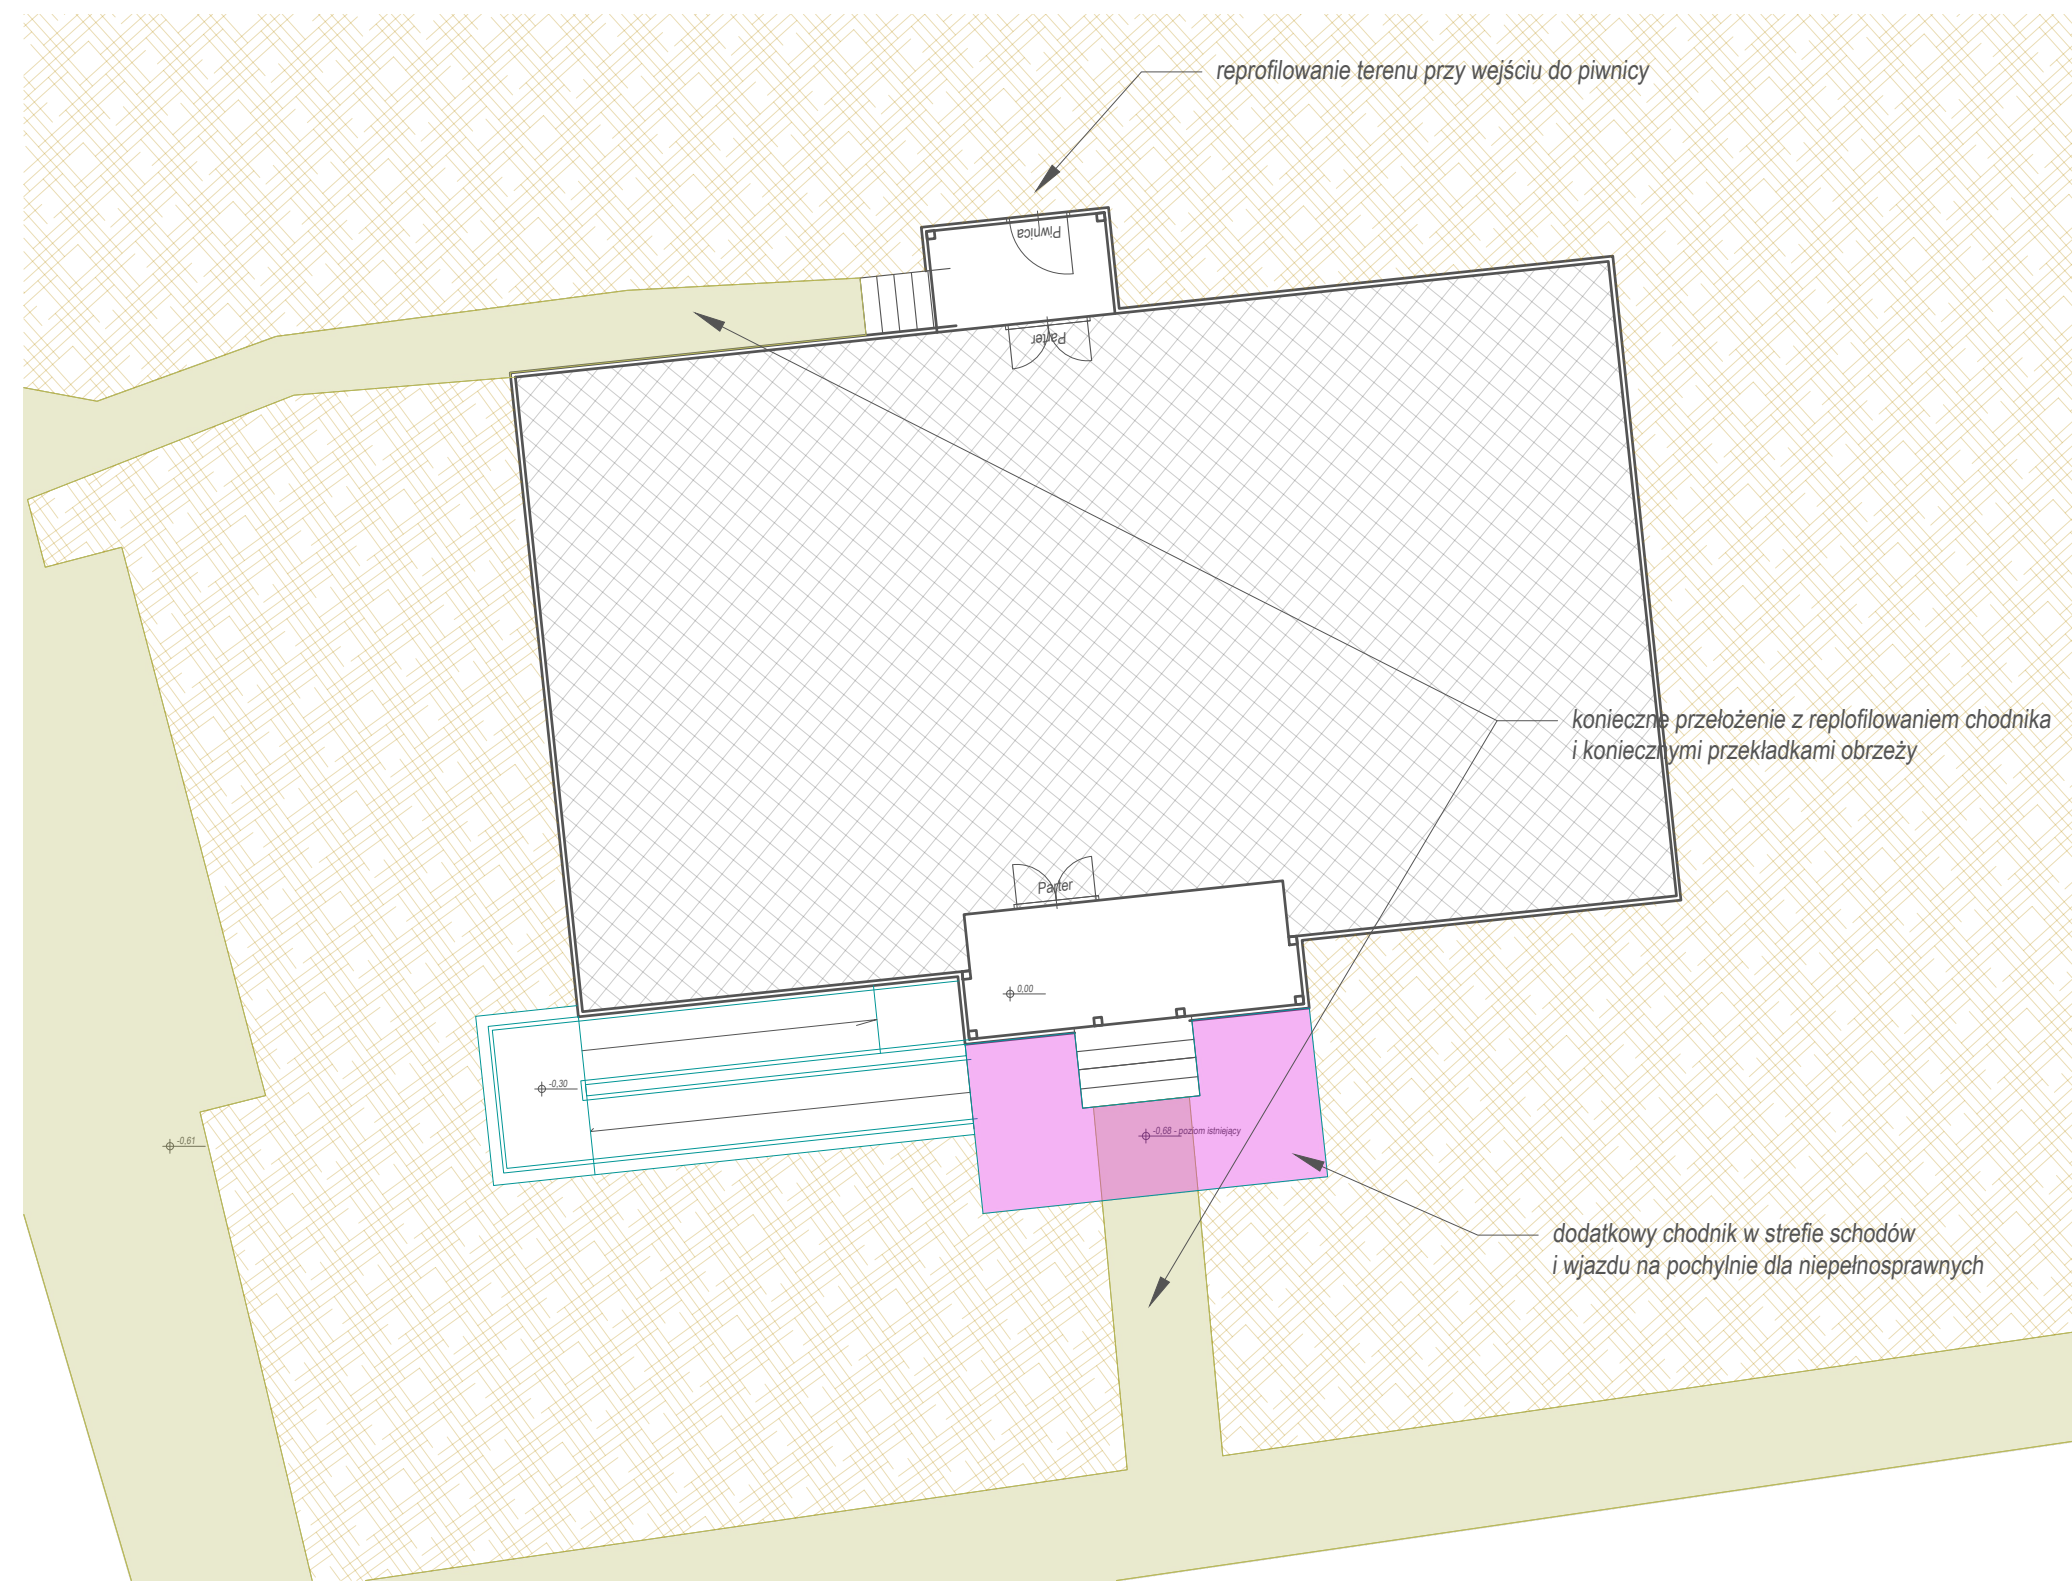 reprofilowanie terenu przy wejściu do piwnicy
Piwnica
Parter
konieczne przełożenie z replofilowaniem chodnika
i koniecznymi przekładkami obrzeży
Parter
0,00
-0,30
-0,68 - poziom istniejący
-0,61
dodatkowy chodnik w strefie schodów
i wjazdu na pochylnie dla niepełnosprawnych